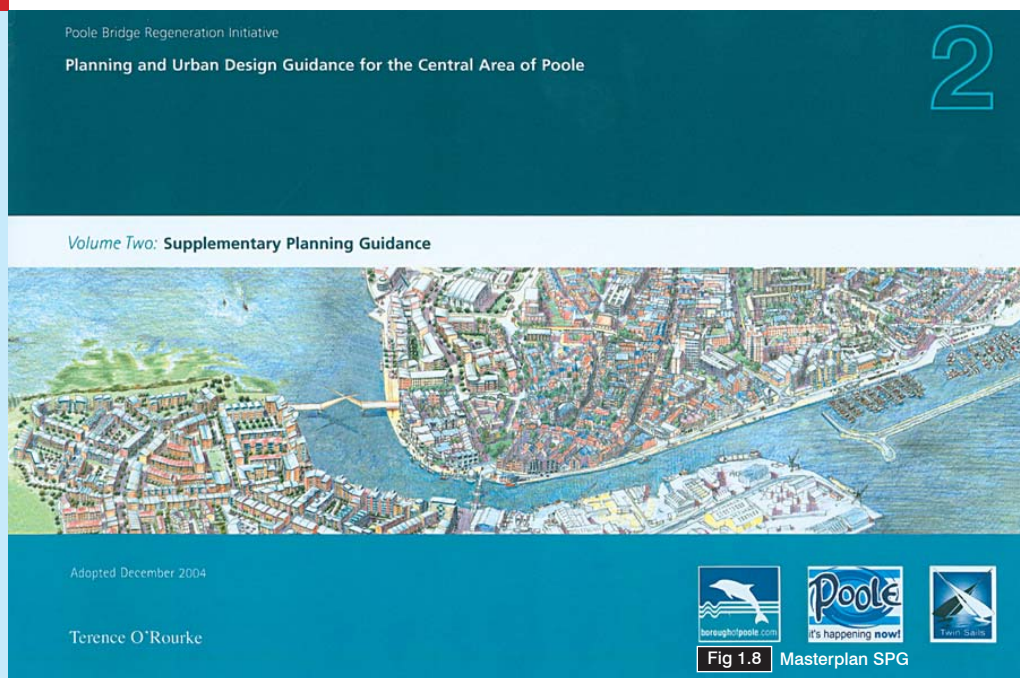 Poole Bridge Regeneration Initiative
Planning and Urban Design Guidance for the Central Area of Poole
2
Volume Two: Supplementary Planning Guidance
Adopted December 2004
Terence O'Rourke
boroughofpoole.com
Poole
it's happening now!
Twin Sails
Fig 1.8 Masterplan SPG